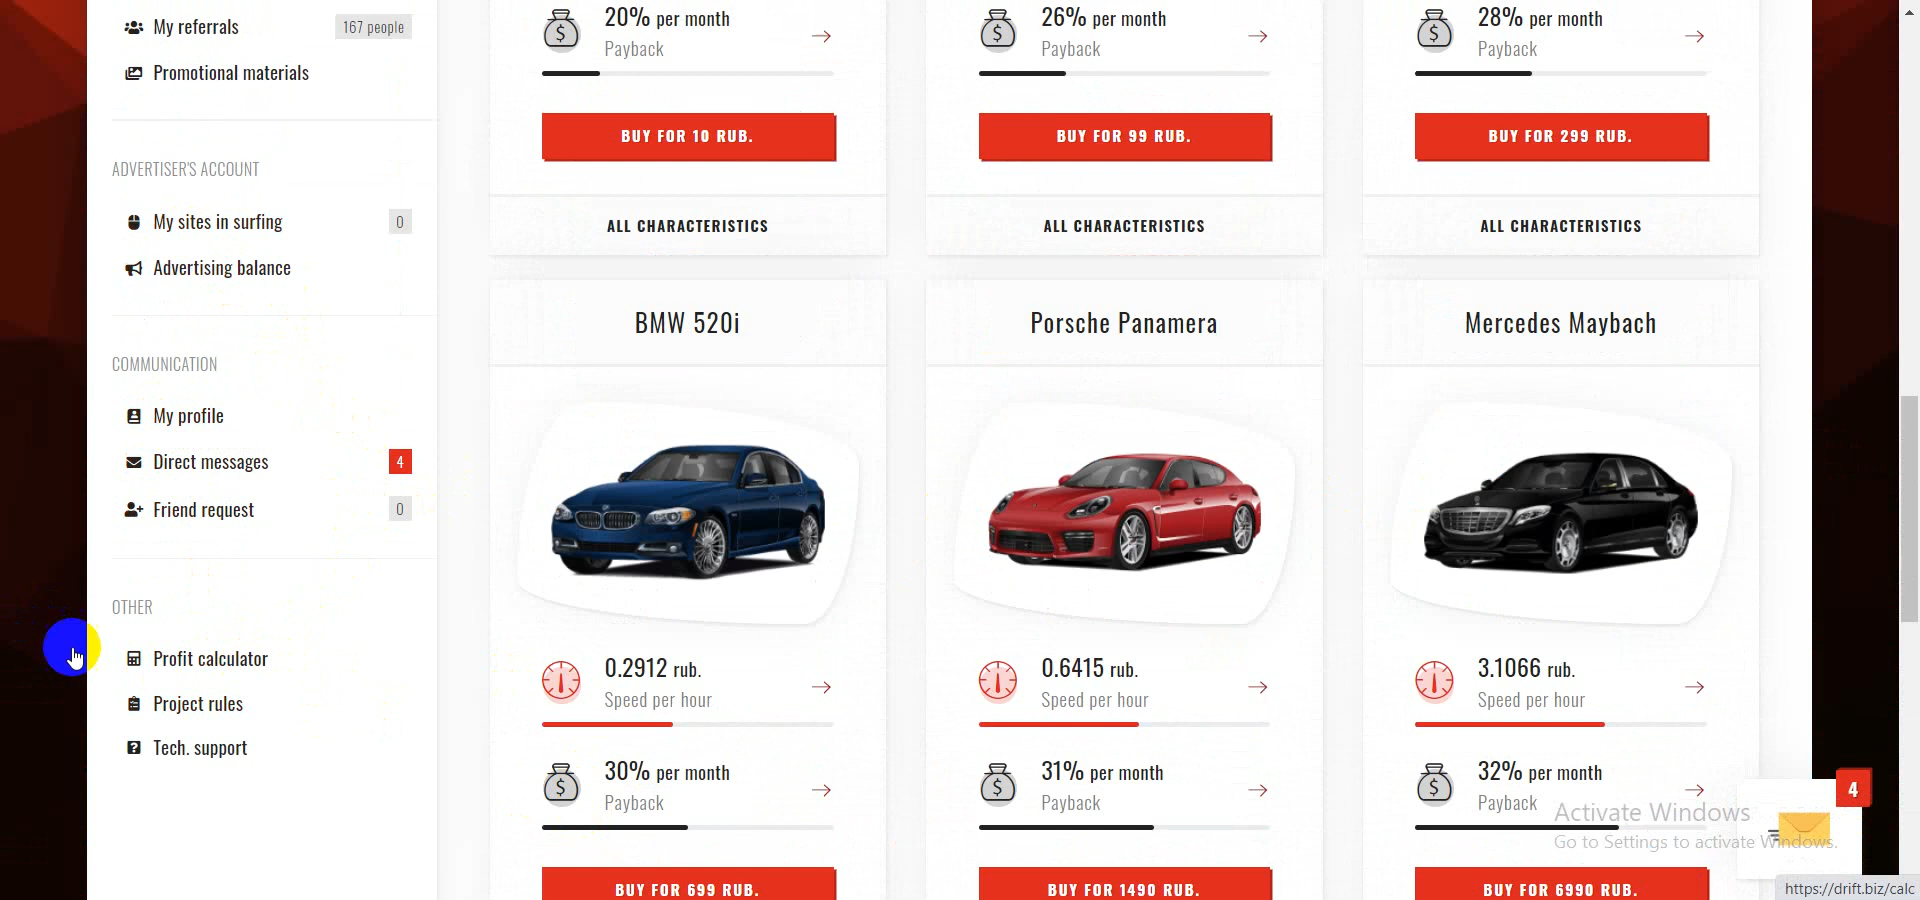 My referrals
167 people
Promotional materials
ADVERTISER'S ACCOUNT
My sites in surfing
0
Advertising balance
COMMUNICATION
My profile
Direct messages
4
Friend request
0
OTHER
Profit calculator
Project rules
Tech. support
20% per month
Payback
BUY FOR 10 RUB.
ALL CHARACTERISTICS
26% per month
Payback
BUY FOR 99 RUB.
ALL CHARACTERISTICS
28% per month
Payback
BUY FOR 299 RUB.
ALL CHARACTERISTICS
BMW 520i
0.2912 rub.
Speed per hour
30% per month
Payback
BUY FOR 699 RUB.
Porsche Panamera
0.6415 rub.
Speed per hour
31% per month
Payback
BUY FOR 1490 RUB.
Mercedes Maybach
3.1066 rub.
Speed per hour
32% per month
Payback
BUY FOR 6990 RUB.
4
Activate Windows
Go to Settings to activate Windows.
https://drift.biz/calc